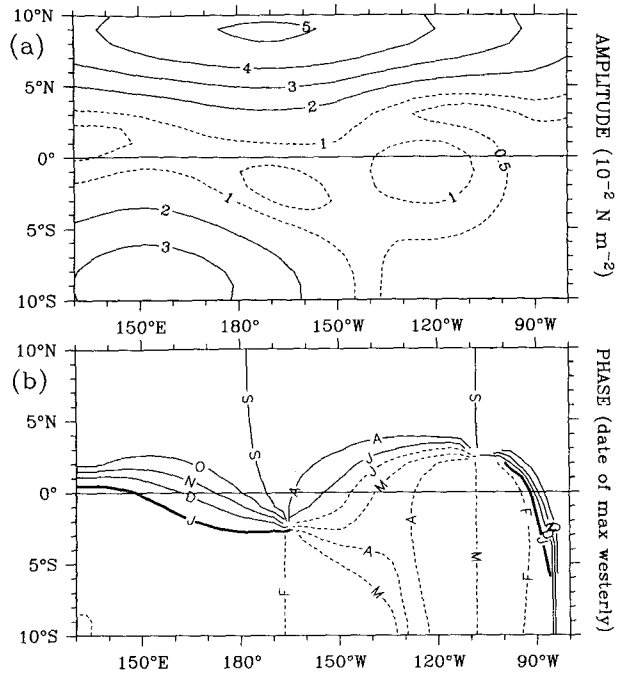 (a)
10°N
5°N
0°
5°S
10°S
5
4
3
2
1
0.5
1
1
2
3
150°E 180° 150°W 120°W 90°W
AMPLITUDE (10⁻² N m⁻²)
(b)
10°N
5°N
0°
5°S
10°S
S
S
S
O
N
D
J
A
A
J
J
M
A
A
M
F
M
F
F
J
150°E 180° 150°W 120°W 90°W
PHASE (date of max westerly)